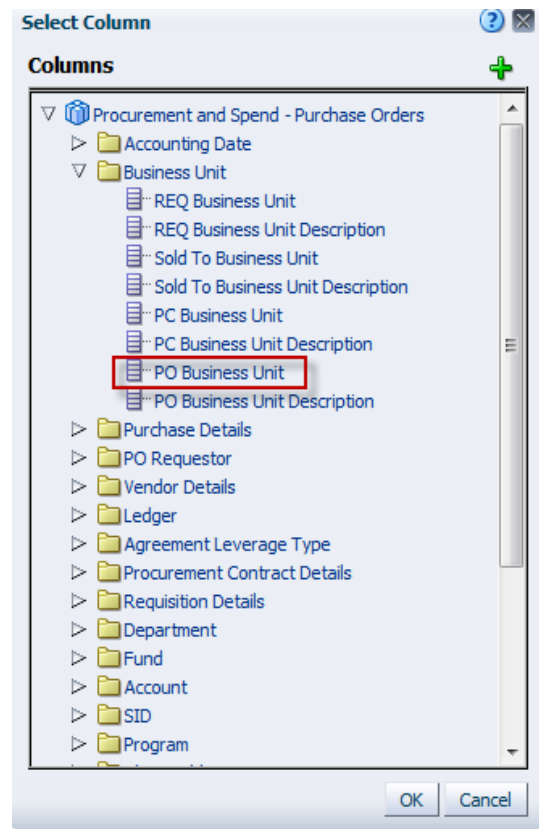 Select Column
Columns
Procurement and Spend - Purchase Orders
Accounting Date
Business Unit
REQ Business Unit
REQ Business Unit Description
Sold To Business Unit
Sold To Business Unit Description
PC Business Unit
PC Business Unit Description
PO Business Unit
PO Business Unit Description
Purchase Details
PO Requestor
Vendor Details
Ledger
Agreement Leverage Type
Procurement Contract Details
Requisition Details
Department
Fund
Account
SID
Program
OK Cancel